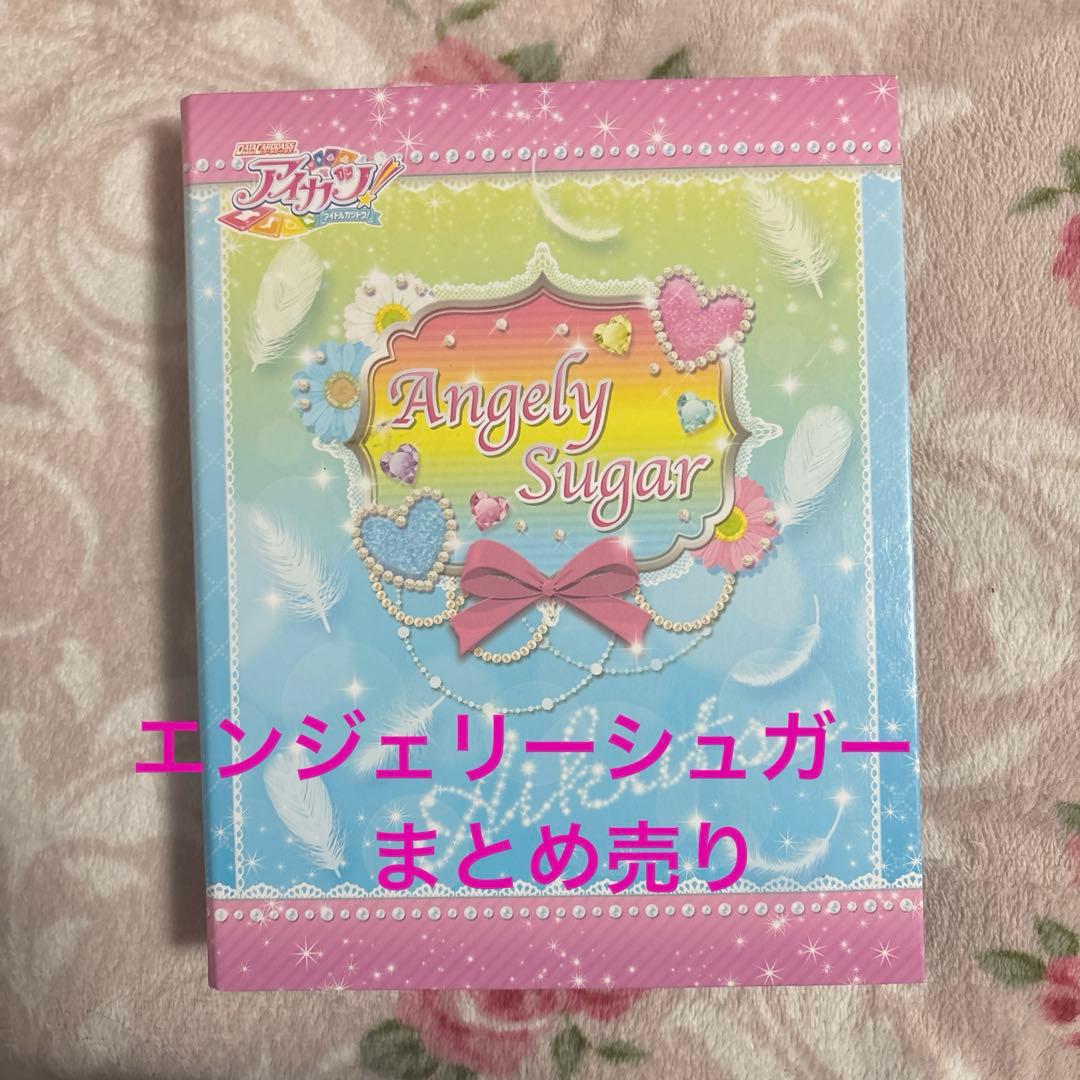 DATA CARDDASS
アイカツ!
アイドルカツドウ!
Angely
Sugar
Aikatsu
エンジェリーシュガー
まとめ売り